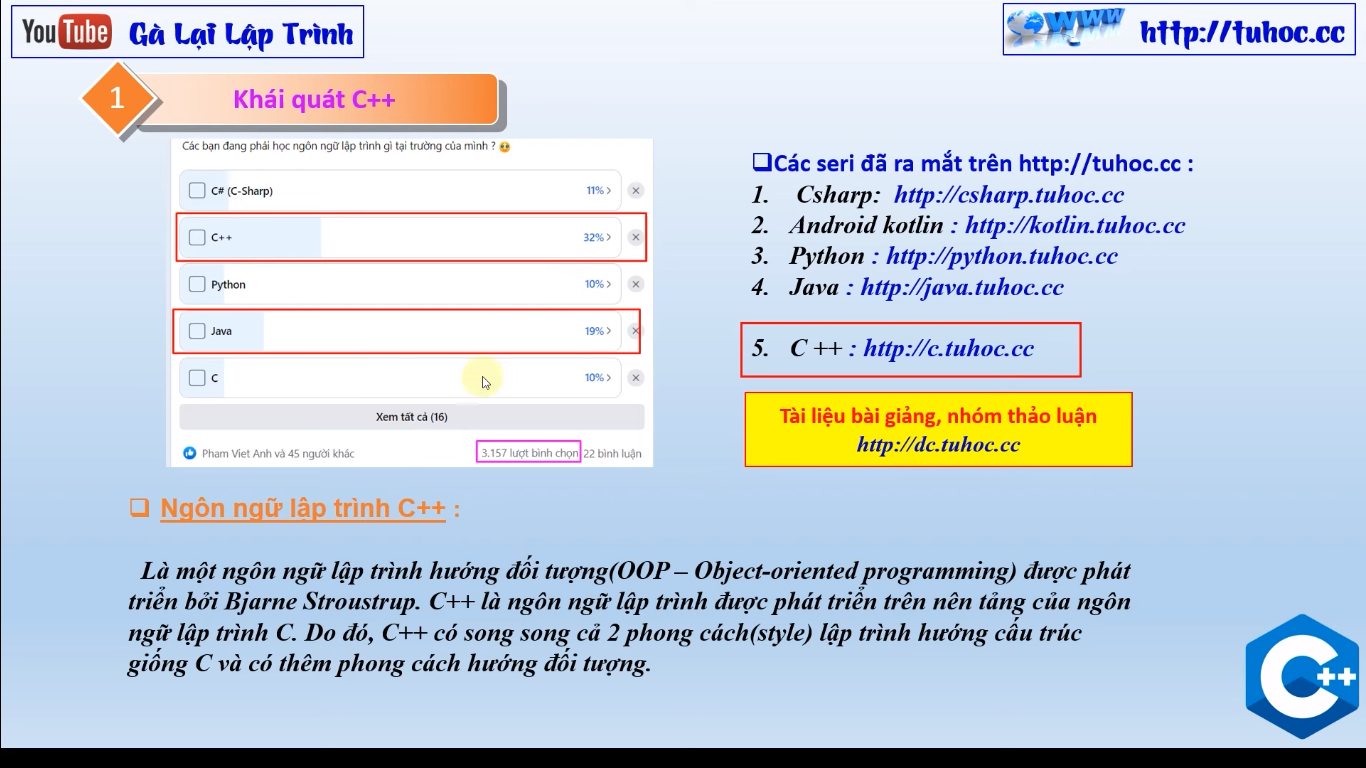 YouTube Gà Lại Lập Trình
WWW http://tuhoc.cc
1 Khái quát C++
Các bạn đang phải học ngôn ngữ lập trình gì tại trường của mình ? 🥹
C# (C-Sharp) 11% >
C++ 32% >
Python 10% >
Java 19% >
C 10% >
Xem tất cả (16)
Pham Viet Anh và 45 người khác 3.157 lượt bình chọn 22 bình luận
❑Các seri đã ra mắt trên http://tuhoc.cc :
1. Csharp: http://csharp.tuhoc.cc
2. Android kotlin : http://kotlin.tuhoc.cc
3. Python : http://python.tuhoc.cc
4. Java : http://java.tuhoc.cc
5. C ++ : http://c.tuhoc.cc
Tài liệu bài giảng, nhóm thảo luận
http://dc.tuhoc.cc
❑ Ngôn ngữ lập trình C++ :
Là một ngôn ngữ lập trình hướng đối tượng(OOP – Object-oriented programming) được phát
triển bởi Bjarne Stroustrup. C++ là ngôn ngữ lập trình được phát triển trên nên tảng của ngôn
ngữ lập trình C. Do đó, C++ có song song cả 2 phong cách(style) lập trình hướng cấu trúc
giống C và có thêm phong cách hướng đối tượng.
C++